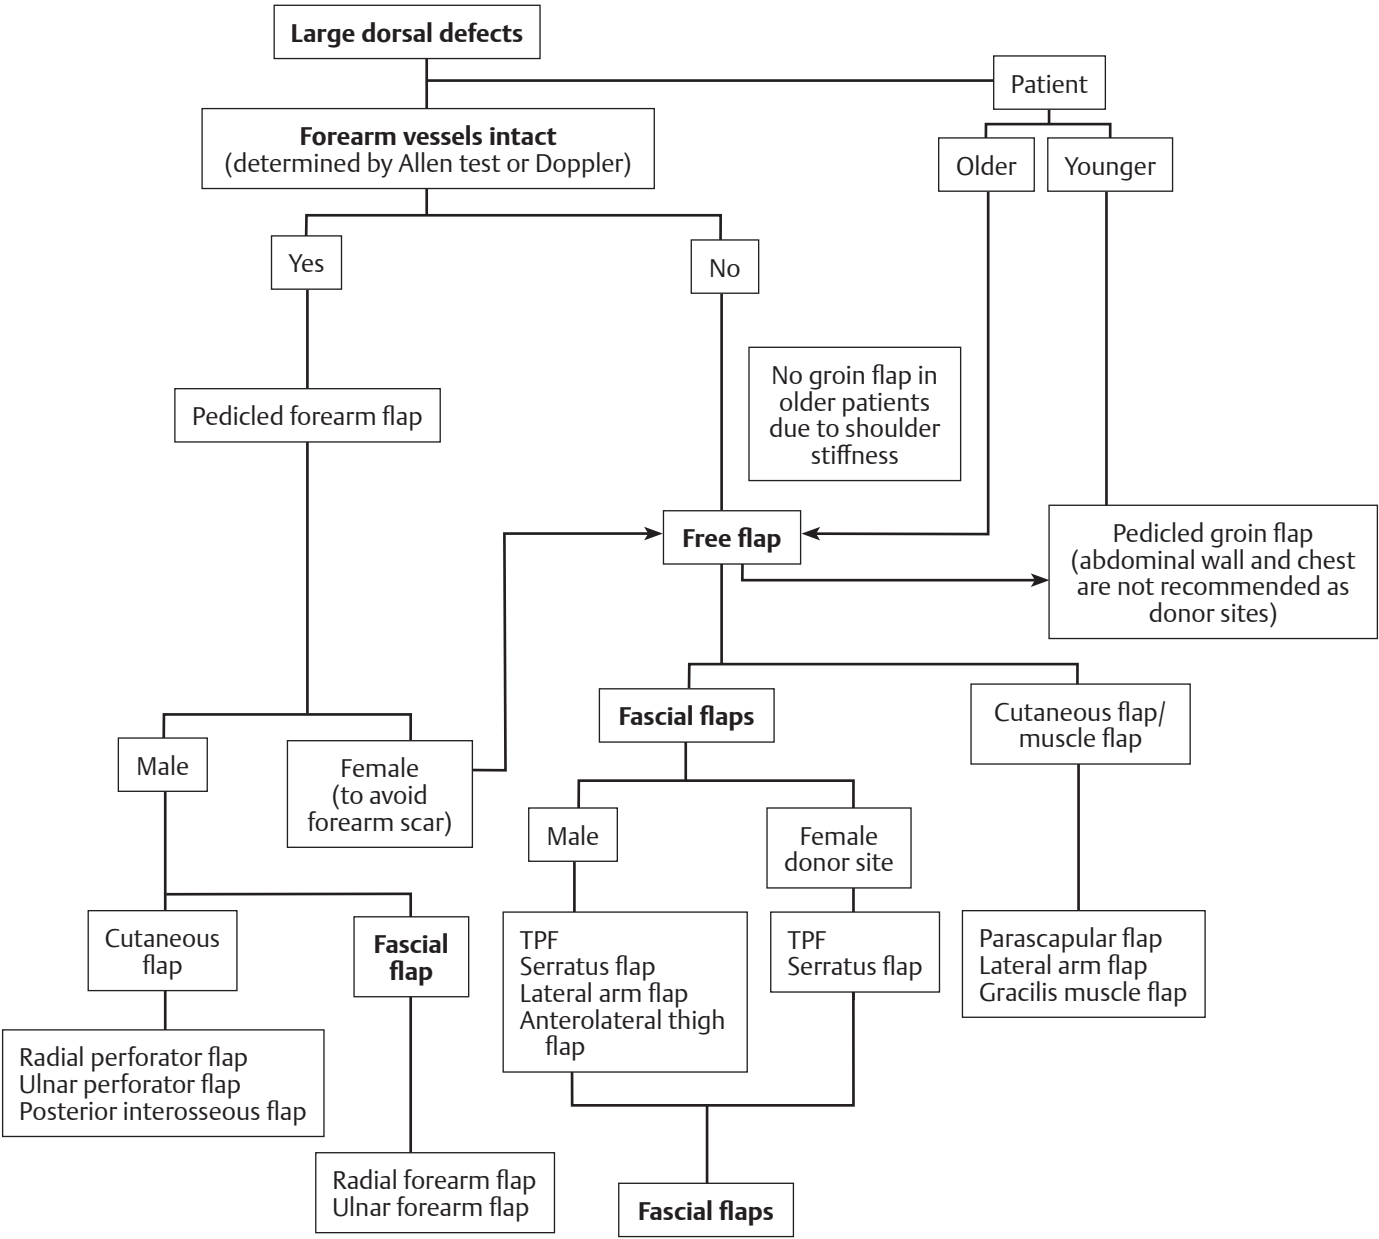 Large dorsal defects
Patient
Forearm vessels intact
(determined by Allen test or Doppler)
Older
Younger
Yes
No
No groin flap in
older patients
due to shoulder
stiffness
Pedicled forearm flap
Free flap
Pedicled groin flap
(abdominal wall and chest
are not recommended as
donor sites)
Fascial flaps
Cutaneous flap/
muscle flap
Male
Female
(to avoid
forearm scar)
Male
Female
donor site
Cutaneous
flap
Fascial
flap
TPF
Serratus flap
Lateral arm flap
Anterolateral thigh
flap
TPF
Serratus flap
Parascapular flap
Lateral arm flap
Gracilis muscle flap
Radial perforator flap
Ulnar perforator flap
Posterior interosseous flap
Radial forearm flap
Ulnar forearm flap
Fascial flaps